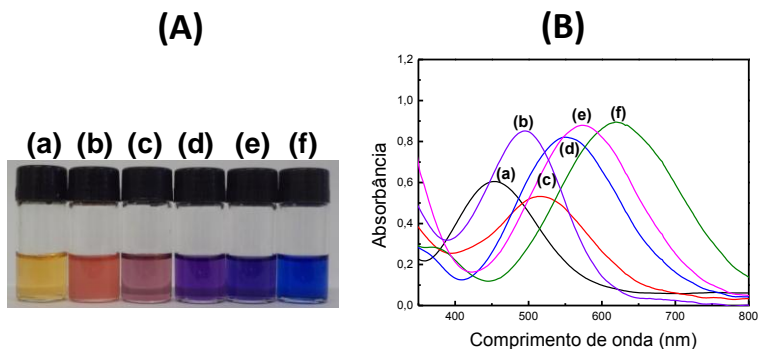 (A)
(a) (b) (c) (d) (e) (f)
(B)
1,2
1,0
0,8
0,6
0,4
0,2
0,0
Absorbância
(a)
(b)
(c)
(d)
(e)
(f)
400 500 600 700 800
Comprimento de onda (nm)